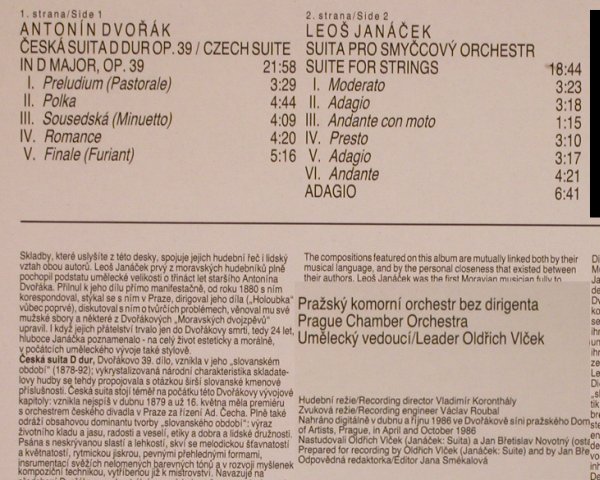 1. strana/Side 1
ANTONÍN DVOŘÁK
ČESKÁ SUITA D DUR OP. 39 / CZECH SUITE
IN D MAJOR, OP. 39 21:58
I. Preludium (Pastorale) 3:29
II. Polka 4:44
III. Sousedská (Minuetto) 4:09
IV. Romance 4:20
V. Finale (Furiant) 5:16
2. strana/Side 2
LEOŠ JANÁČEK
SUITA PRO SMYČCOVÝ ORCHESTR
SUITE FOR STRINGS 18:44
I. Moderato 3:23
II. Adagio 3:18
III. Andante con moto 1:15
IV. Presto 3:10
V. Adagio 3:17
VI. Andante 4:21
ADAGIO 6:41
Skladby, které uslyšíte z této desky, spojuje jejich hudební řeč i lidský
vztah obou autorů. Leoš Janáček prvý z moravských hudebníků plně
pochopil podstatu umělecké velikosti o třináct let staršího Antonína
Dvořáka. Přilnul k jeho dílu přímo manifestačně, od roku 1880 s ním
korespondoval, stýkal se s ním v Praze, dirigoval jeho díla („Holoubka“
vůbec poprvé), diskutoval s ním o tvůrčích problémech, věnoval mu své
mužské sbory a některé z Dvořákových „Moravských dvojzpěvů“
upravil. I když jejich přátelství trvalo jen do Dvořákovy smrti, tedy 24 let,
hluboce Janáčka poznamenalo - na celý život esteticky a morálně,
v počátcích uměleckého vývoje také stylově.
Česká suita D dur, Dvořákovo 39. dílo, vznikla v jeho „slovanském
období“ (1878-92); vykrystalizovaná národní charakteristika skladate-
lovy hudby se tehdy propojovala s otázkou širší slovanské kmenové
příslušnosti. Česká suita stojí téměř na počátku této Dvořákovy vývojové
kapitoly: vznikla nejspíš v dubnu 1879 a už 16. května měla premiéru
s orchestrem českého divadla v Praze za řízení Ad. Čecha. Plně také
odráží obsahovou dominantu tvorby „slovanského období“: výraz
životního kladu a jasu, radosti a veselí, etiky a dobra a lidské družnosti.
Psána s neskrývanou slastí a lehkostí, skví se melodickou šťavnatostí
a květnatostí, rytmickou jiskrou, pevnými přehlednými formami,
instrumentací svěžích nelomených barevných tónů a v rozvoji myšlenek
kompoziční technikou, vytříbenou již k mistrovství. Navazuje na
The compositions featured on this album are mutually linked both by their
musical language, and by the personal closeness that existed between
their authors. Leoš Janáček was the first Moravian musician fully to
Pražský komorní orchestr bez dirigenta
Prague Chamber Orchestra
Umělecký vedoucí/Leader Oldřich Vlček
Hudební režie/Recording director Vladimír Koronthály
Zvuková režie/Recording engineer Václav Roubal
Nahráno digitálně v dubnu a říjnu 1986 ve Dvořákově síni pražského Dom
of Artists, Prague, in April and October 1986
Nastudovali Oldřich Vlček (Janáček: Suita) a Jan Břetislav Novotný (ost
Prepared for recording by Oldřich Vlček (Janáček: Suite) and by Jan Bře
Odpovědná redaktorka/Editor Jana Smékalová